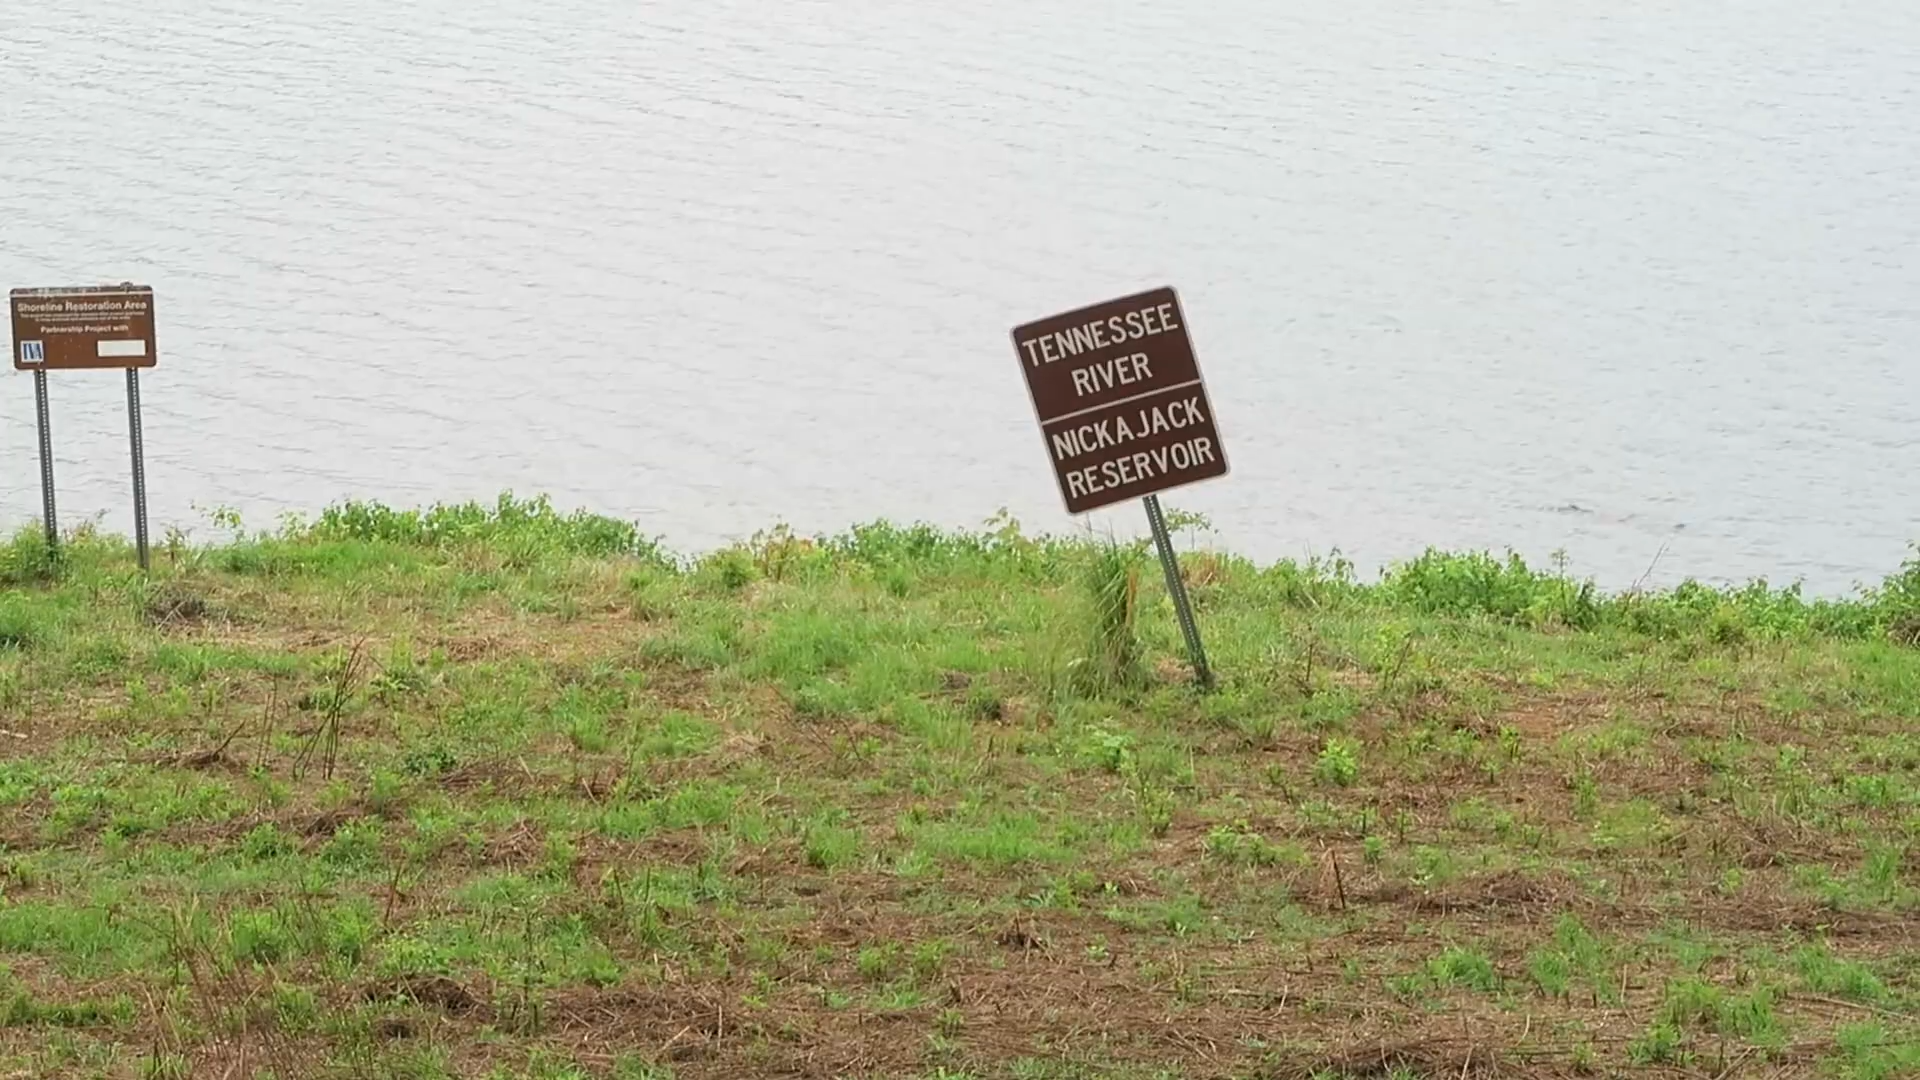 Shoreline Restoration Area
Partnership Project with
TVA
TENNESSEE
RIVER
NICKAJACK
RESERVOIR